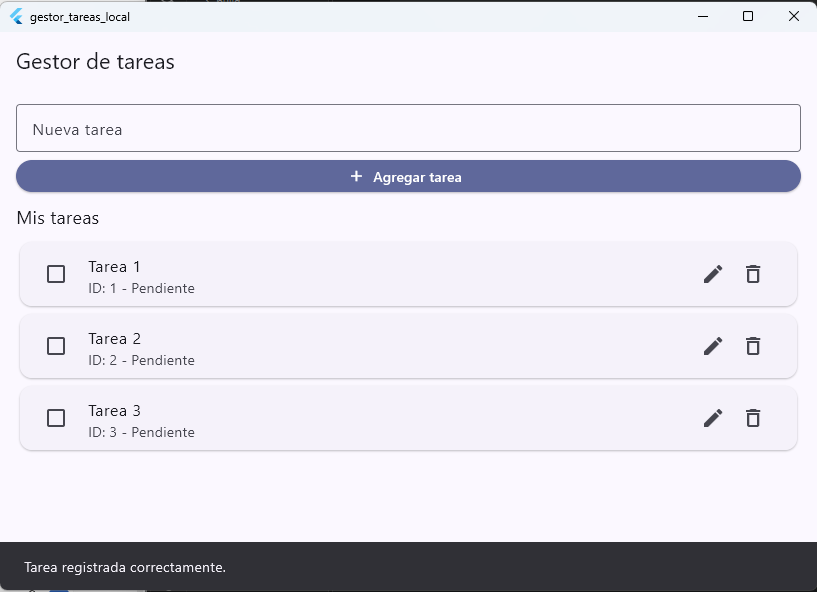 gestor_tareas_local
Gestor de tareas
Nueva tarea
+ Agregar tarea
Mis tareas
Tarea 1
ID: 1 - Pendiente
Tarea 2
ID: 2 - Pendiente
Tarea 3
ID: 3 - Pendiente
Tarea registrada correctamente.